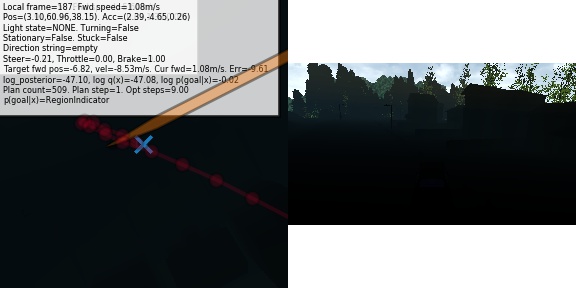 Local frame=187. Fwd speed=1.08m/s
Pos=(3.10,60.96,38.15). Acc=(2.39,-4.65,0.26)
Light state=NONE. Turning=False
Stationary=False. Stuck=False
Direction string=empty
Steer=-0.21, Throttle=0.00, Brake=1.00
Target fwd pos=-6.82, vel=-8.53m/s. Cur fwd=1.08m/s. Err=-9.61
log_posterior=-47.10, log q(x)=-47.08, log p(goal|x)=-0.02
Plan count=509. Plan step=1. Opt steps=9.00
p(goal|x)=RegionIndicator